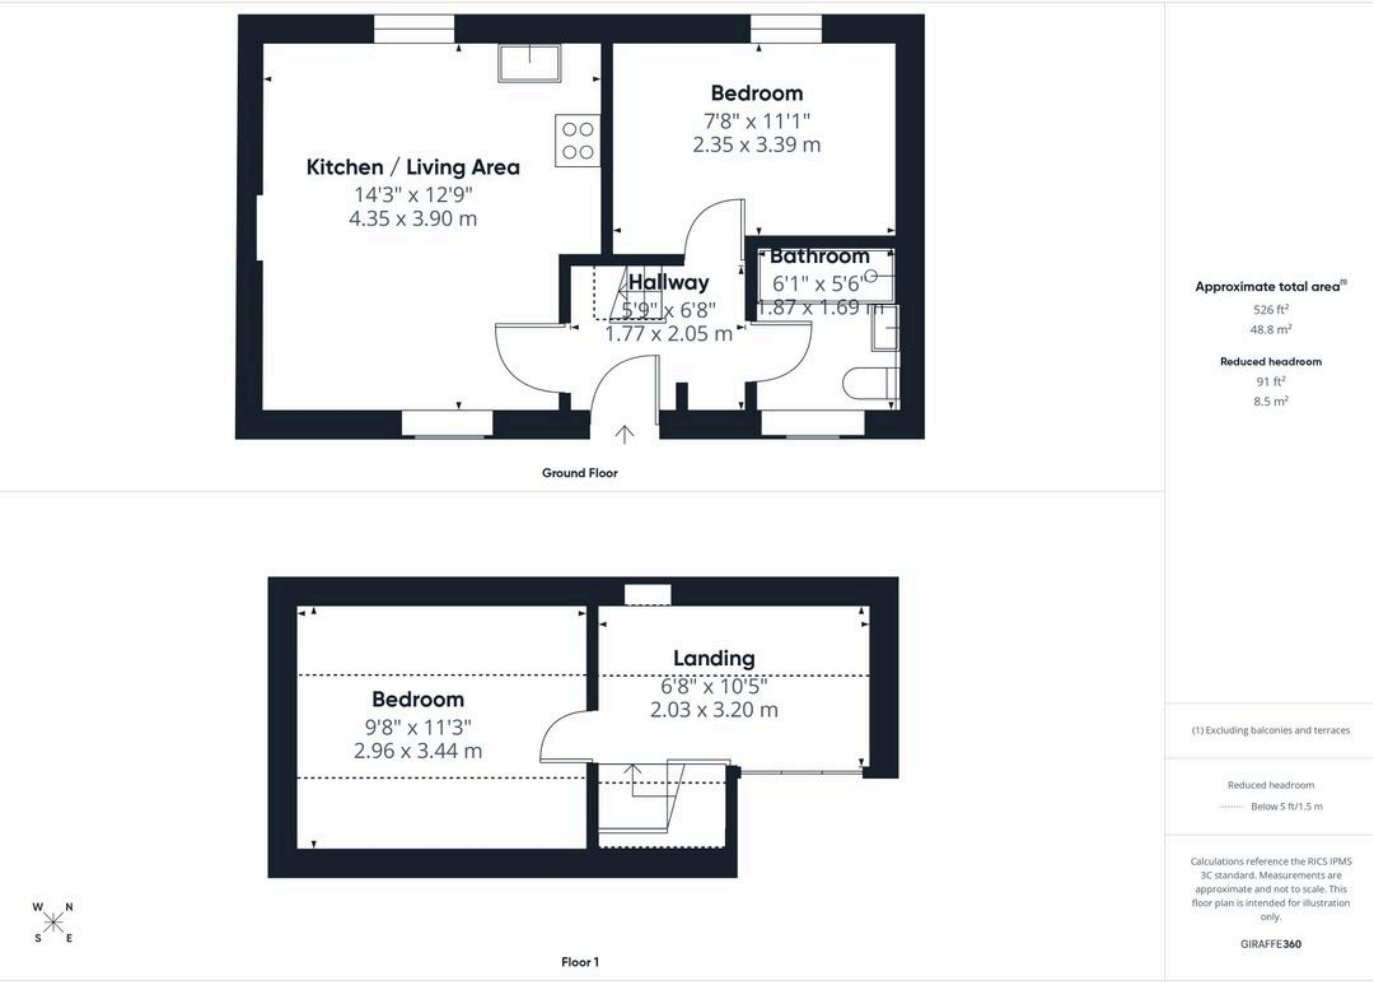 Kitchen / Living Area
14'3" x 12'9"
4.35 x 3.90 m
Bedroom
7'8" x 11'1"
2.35 x 3.39 m
Hallway
5'9" x 6'8"
1.77 x 2.05 m
Bathroom
6'1" x 5'6"
1.87 x 1.69 m
Ground Floor
Bedroom
9'8" x 11'3"
2.96 x 3.44 m
Landing
6'8" x 10'5"
2.03 x 3.20 m
W N
S E
Floor 1
Approximate total area(1)
526 ft²
48.8 m²
Reduced headroom
91 ft²
8.5 m²
(1) Excluding balconies and terraces
Reduced headroom
Below 5 ft/1.5 m
Calculations reference the RICS IPMS
3C standard. Measurements are
approximate and not to scale. This
floor plan is intended for illustration
only.
GIRAFFE360